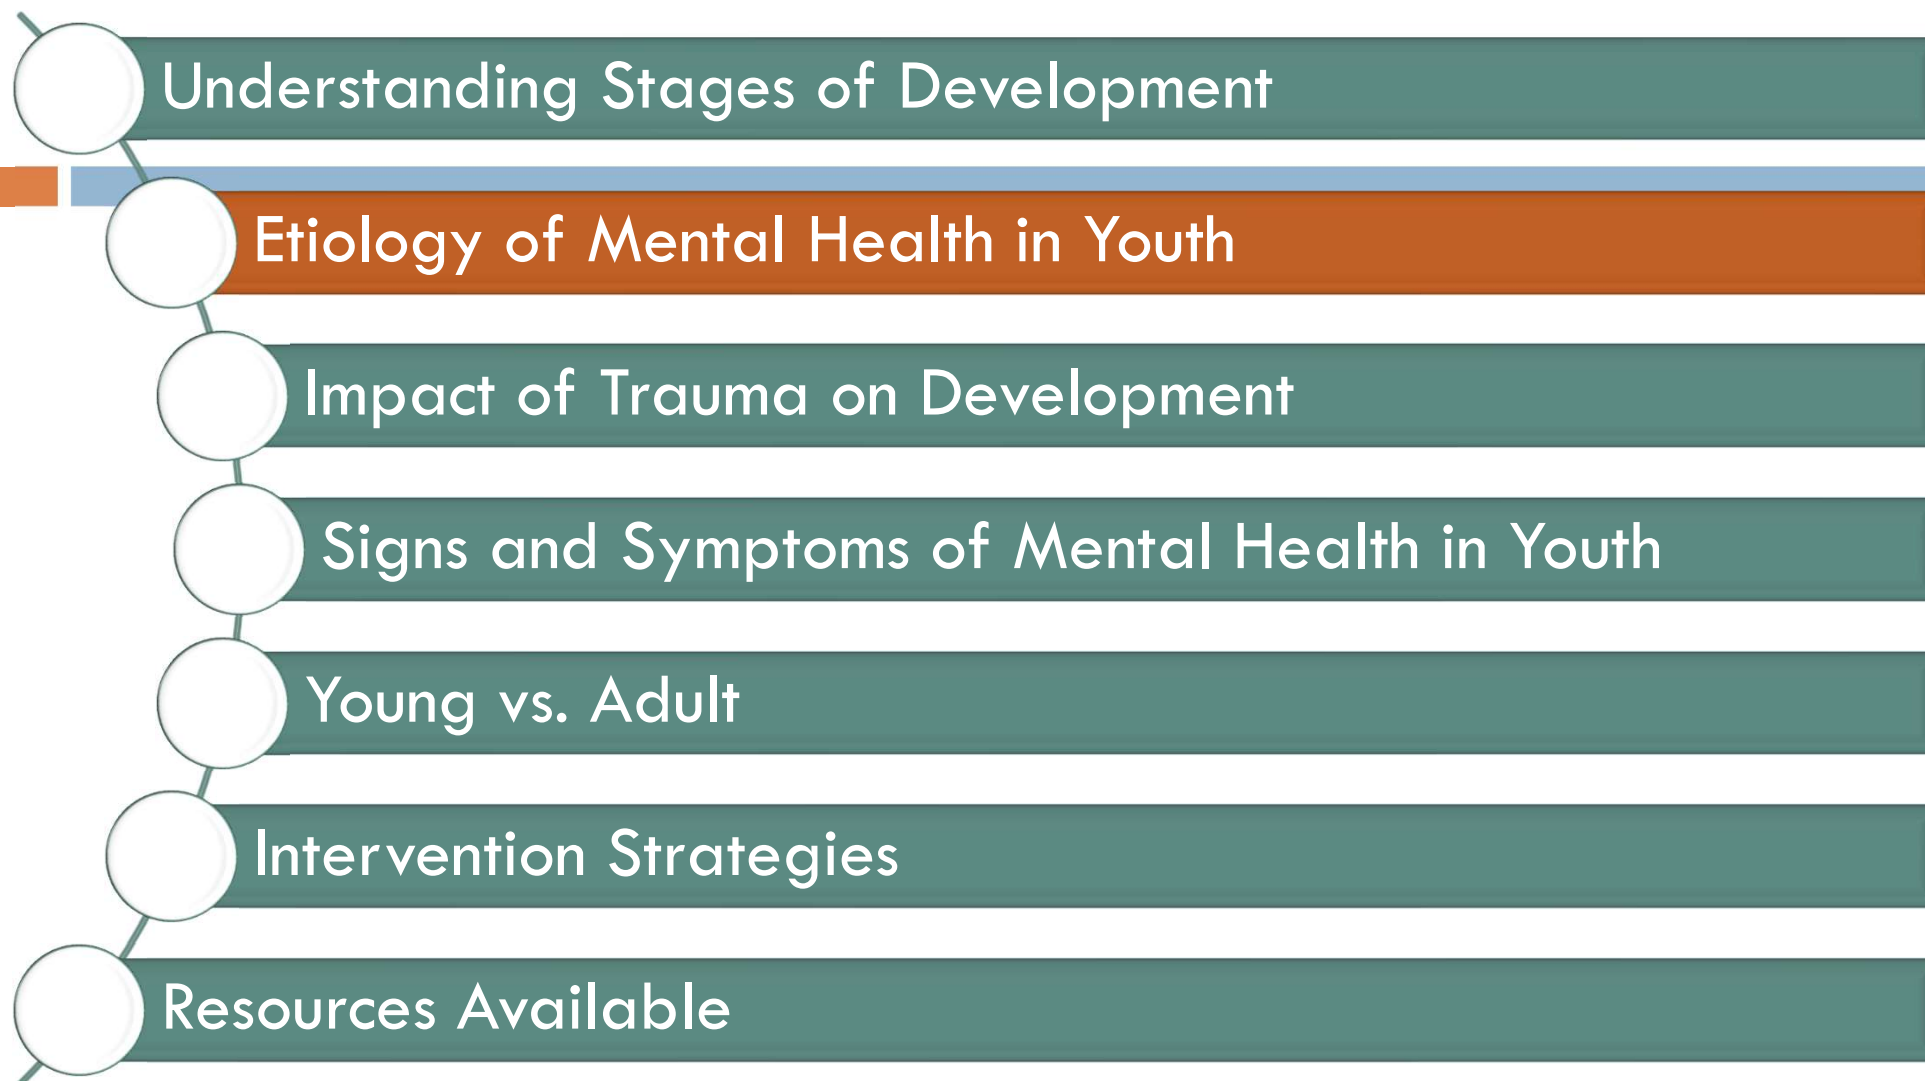 Understanding Stages of Development
Etiology of Mental Health in Youth
Impact of Trauma on Development
Signs and Symptoms of Mental Health in Youth
Young vs. Adult
Intervention Strategies
Resources Available